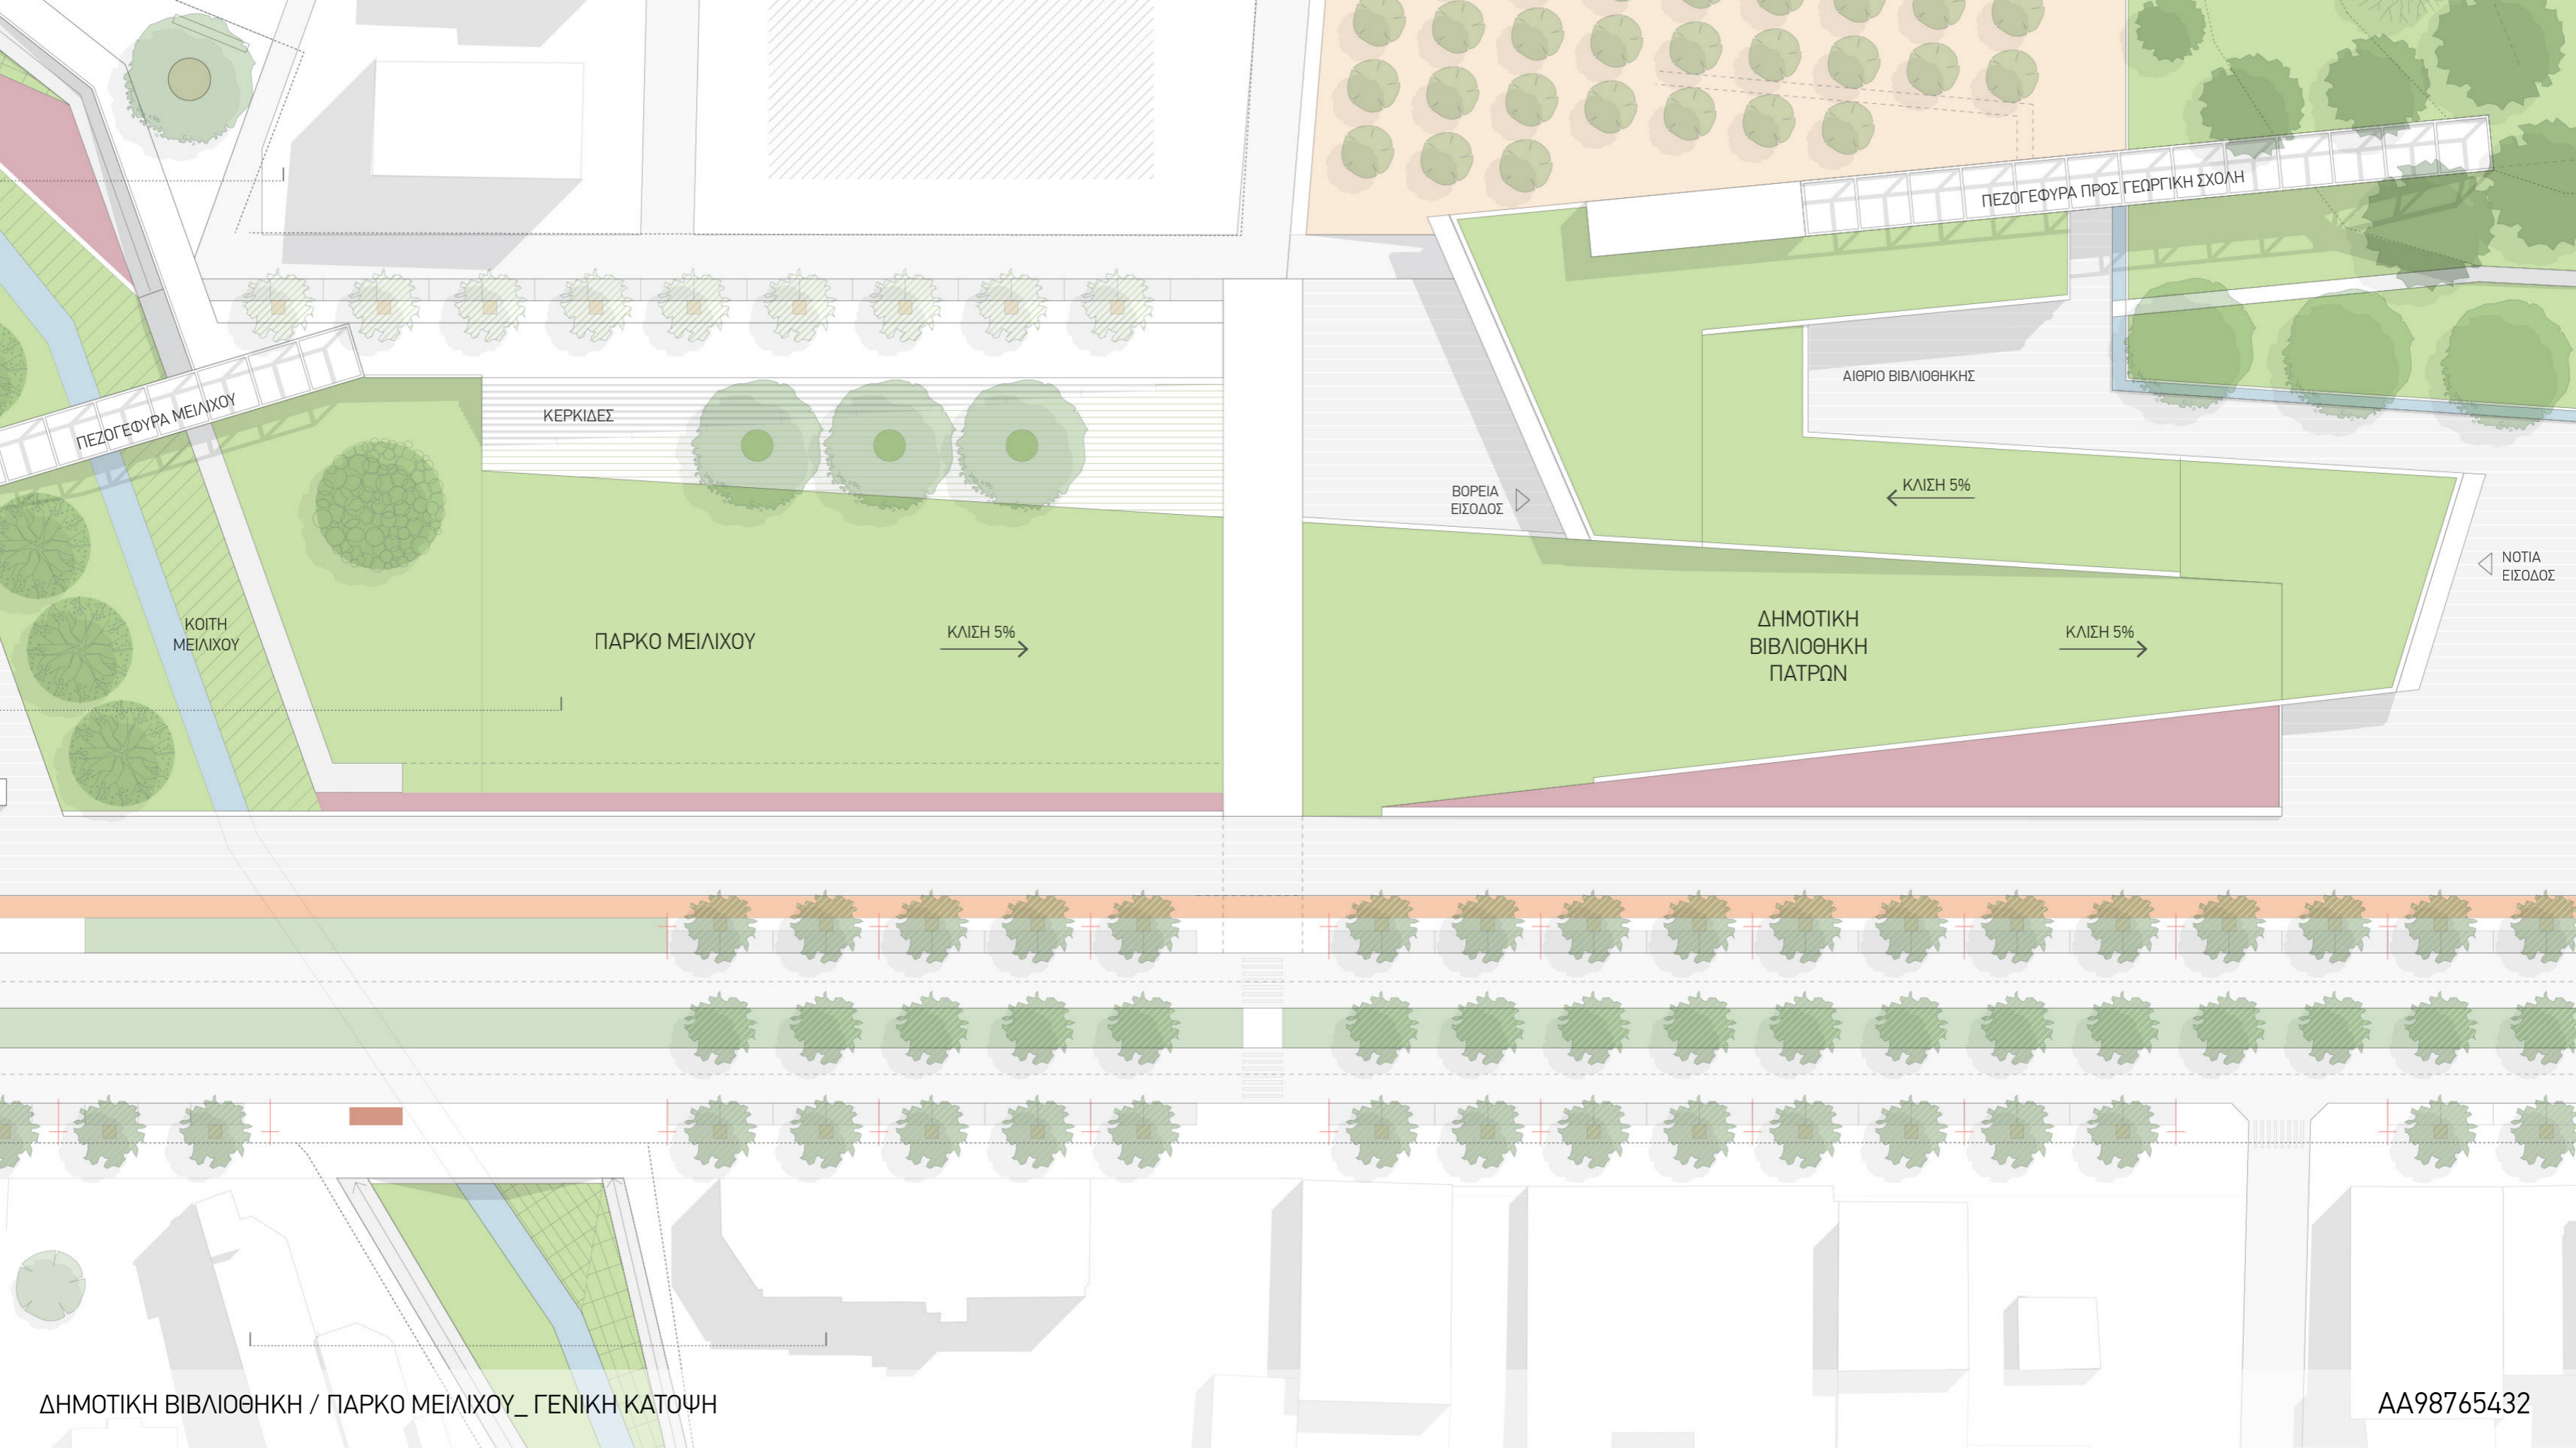 ΠΕΖΟΓΕΦΥΡΑ ΠΡΟΣ ΓΕΩΡΓΙΚΗ ΣΧΟΛΗ
ΠΕΖΟΓΕΦΥΡΑ ΜΕΙΛΙΧΟΥ
ΚΕΡΚΙΔΕΣ
ΑΙΘΡΙΟ ΒΙΒΛΙΟΘΗΚΗΣ
ΒΟΡΕΙΑ
ΕΙΣΟΔΟΣ
ΚΛΙΣΗ 5%
ΝΟΤΙΑ
ΕΙΣΟΔΟΣ
ΚΟΙΤΗ
ΜΕΙΛΙΧΟΥ
ΠΑΡΚΟ ΜΕΙΛΙΧΟΥ
ΚΛΙΣΗ 5%
ΔΗΜΟΤΙΚΗ
ΒΙΒΛΙΟΘΗΚΗ
ΠΑΤΡΩΝ
ΚΛΙΣΗ 5%
ΔΗΜΟΤΙΚΗ ΒΙΒΛΙΟΘΗΚΗ / ΠΑΡΚΟ ΜΕΙΛΙΧΟΥ_ ΓΕΝΙΚΗ ΚΑΤΟΨΗ
AA98765432